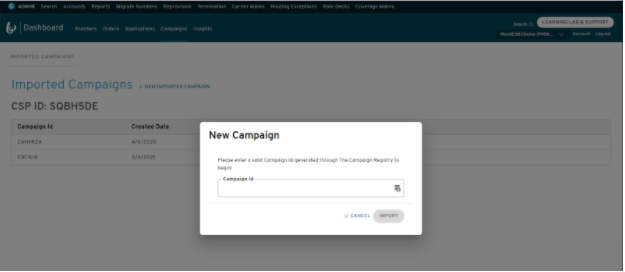 ADMIN Search Accounts Reports Migrate Numbers Reprovision Termination Carrier Mains Routing Exceptions Rate Decks Coverage Matrix
Dashboard Numbers Orders Applications Campaigns Insights
Search
LEARNING LAB & SUPPORT
Account Logout
IMPORTED CAMPAIGNS
Imported Campaigns + NEW IMPORTED CAMPAIGN
CSP ID: SQBH5DE
Campaign Id Created Date
4/6/2020
3/4/2021
New Campaign
Please enter a valid Campaign ID generated through The Campaign Registry to
begin!
Campaign Id
× CANCEL IMPORT